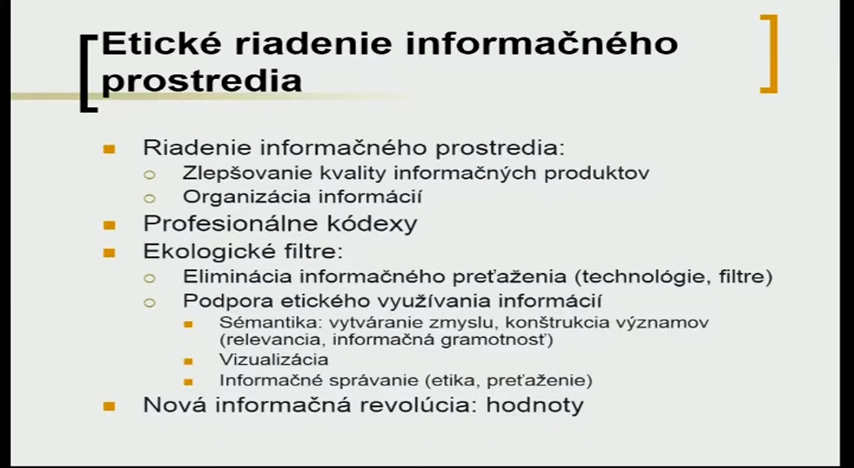 Etické riadenie informačného
prostredia
Riadenie informačného prostredia:
Zlepšovanie kvality informačných produktov
Organizácia informácií
Profesionálne kódexy
Ekologické filtre:
Eliminácia informačného preťaženia (technológie, filtre)
Podpora etického využívania informácií
Sémantika: vytváranie zmyslu, konštrukcia významov
(relevancia, informačná gramotnosť)
Vizualizácia
Informačné správanie (etika, preťaženie)
Nová informačná revolúcia: hodnoty